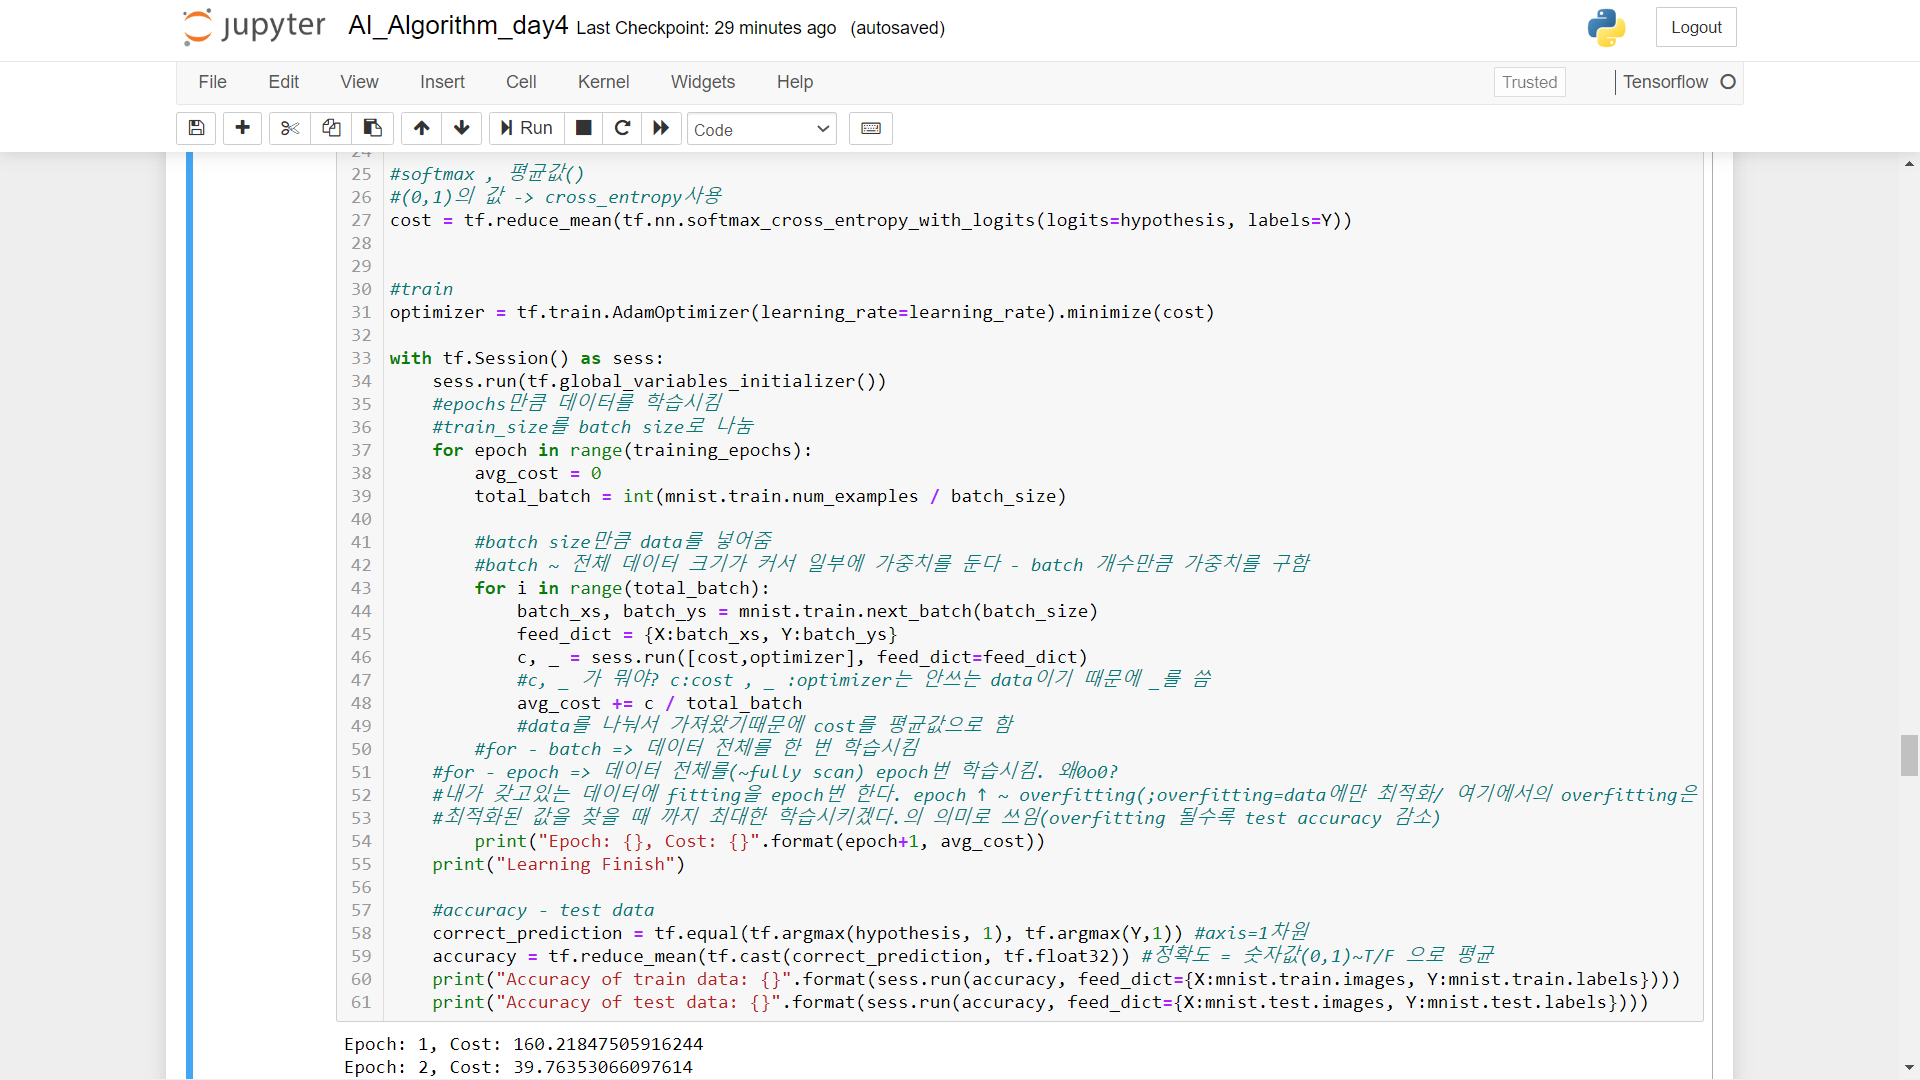 jupyter AI_Algorithm_day4 Last Checkpoint: 29 minutes ago (autosaved) Logout
File Edit View Insert Cell Kernel Widgets Help Trusted Tensorflow
Run Code
24
25 #softmax , 평균값()
26 #(0,1)의 값 -> cross_entropy사용
27 cost = tf.reduce_mean(tf.nn.softmax_cross_entropy_with_logits(logits=hypothesis, labels=Y))
28
29
30 #train
31 optimizer = tf.train.AdamOptimizer(learning_rate=learning_rate).minimize(cost)
32
33 with tf.Session() as sess:
34     sess.run(tf.global_variables_initializer())
35     #epochs만큼 데이터를 학습시킴
36     #train_size를 batch size로 나눔
37     for epoch in range(training_epochs):
38         avg_cost = 0
39         total_batch = int(mnist.train.num_examples / batch_size)
40
41         #batch size만큼 data를 넣어줌
42         #batch ~ 전체 데이터 크기가 커서 일부에 가중치를 둔다 - batch 개수만큼 가중치를 구함
43         for i in range(total_batch):
44             batch_xs, batch_ys = mnist.train.next_batch(batch_size)
45             feed_dict = {X:batch_xs, Y:batch_ys}
46             c, _ = sess.run([cost,optimizer], feed_dict=feed_dict)
47             #c, _ 가 뭐야? c:cost , _ :optimizer는 안쓰는 data이기 때문에 _를 씀
48             avg_cost += c / total_batch
49             #data를 나눠서 가져왔기때문에 cost를 평균값으로 함
50         #for - batch => 데이터 전체를 한 번 학습시킴
51     #for - epoch => 데이터 전체를(~fully scan) epoch번 학습시킴. 왜0o0?
52     #내가 갖고있는 데이터에 fitting을 epoch번 한다. epoch ↑ ~ overfitting(;overfitting=data에만 최적화/ 여기에서의 overfitting은
53     #최적화된 값을 찾을 때 까지 최대한 학습시키겠다.의 의미로 쓰임(overfitting 될수록 test accuracy 감소)
54         print("Epoch: {}, Cost: {}".format(epoch+1, avg_cost))
55     print("Learning Finish")
56
57     #accuracy - test data
58     correct_prediction = tf.equal(tf.argmax(hypothesis, 1), tf.argmax(Y,1)) #axis=1차원
59     accuracy = tf.reduce_mean(tf.cast(correct_prediction, tf.float32)) #정확도 = 숫자값(0,1)~T/F 으로 평균
60     print("Accuracy of train data: {}".format(sess.run(accuracy, feed_dict={X:mnist.train.images, Y:mnist.train.labels})))
61     print("Accuracy of test data: {}".format(sess.run(accuracy, feed_dict={X:mnist.test.images, Y:mnist.test.labels})))
Epoch: 1, Cost: 160.21847505916244
Epoch: 2, Cost: 39.76353066097614